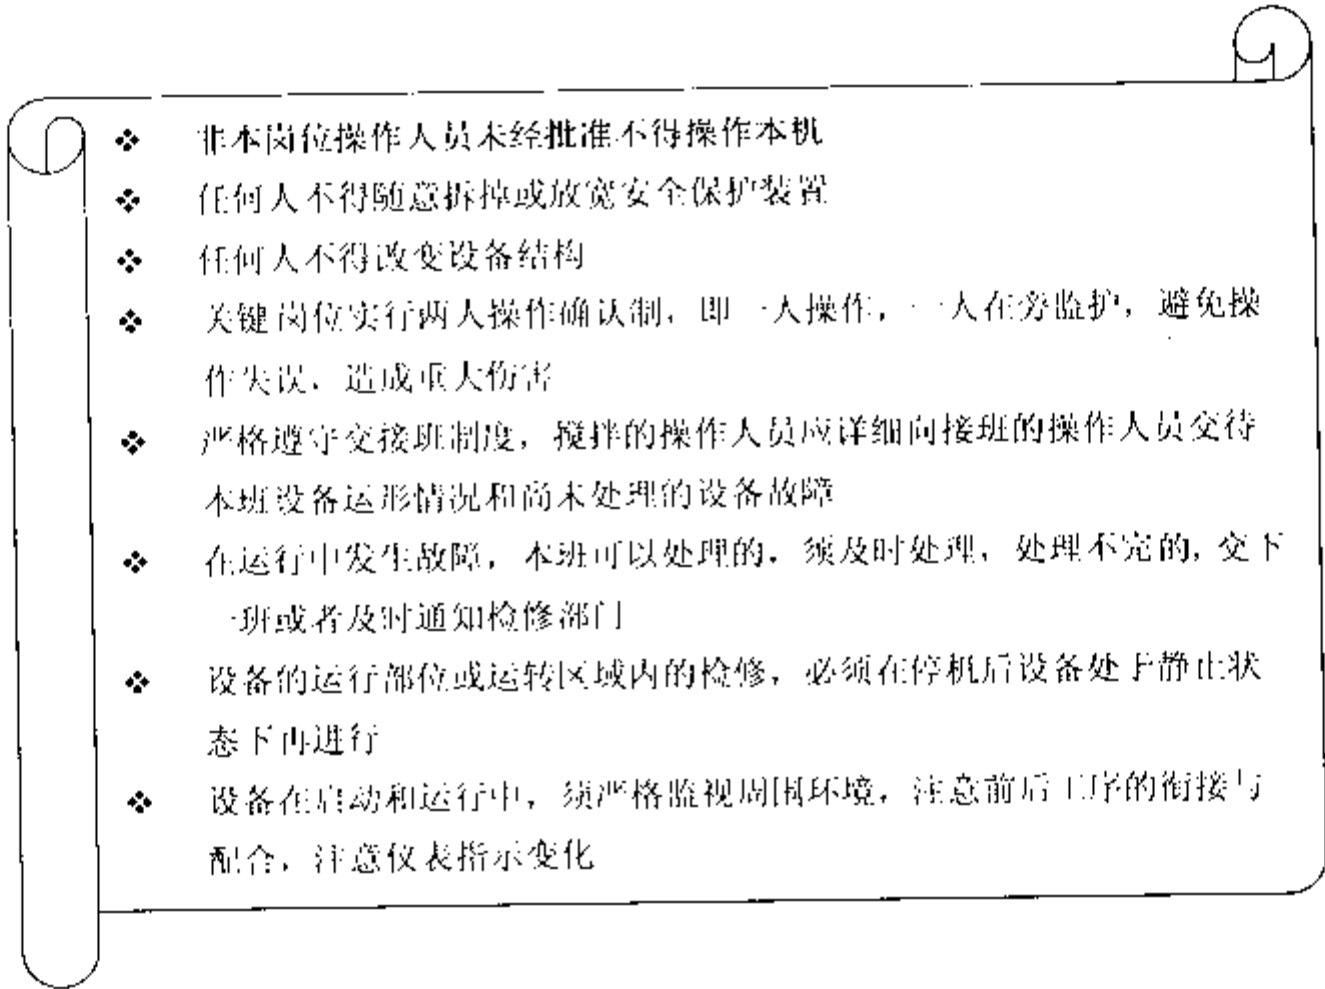 ❖ 非本岗位操作人员未经批准不得操作本机
❖ 任何人不得随意拆掉或放宽安全保护装置
❖ 任何人不得改变设备结构
❖ 关键岗位实行两人操作确认制，即一人操作，一人在旁监护，避免操
作失误，造成重大伤害
❖ 严格遵守交接班制度，搅拌的操作人员应详细向接班的操作人员交待
本班设备运形情况和尚未处理的设备故障
❖ 在运行中发生故障，本班可以处理的，须及时处理，处理不完的，交下
一班或者及时通知检修部门
❖ 设备的运行部位或运转区域内的检修，必须在停机后设备处于静止状
态下再进行
❖ 设备在启动和运行中，须严格监视周围环境，注意前后工序的衔接与
配合，注意仪表指示变化